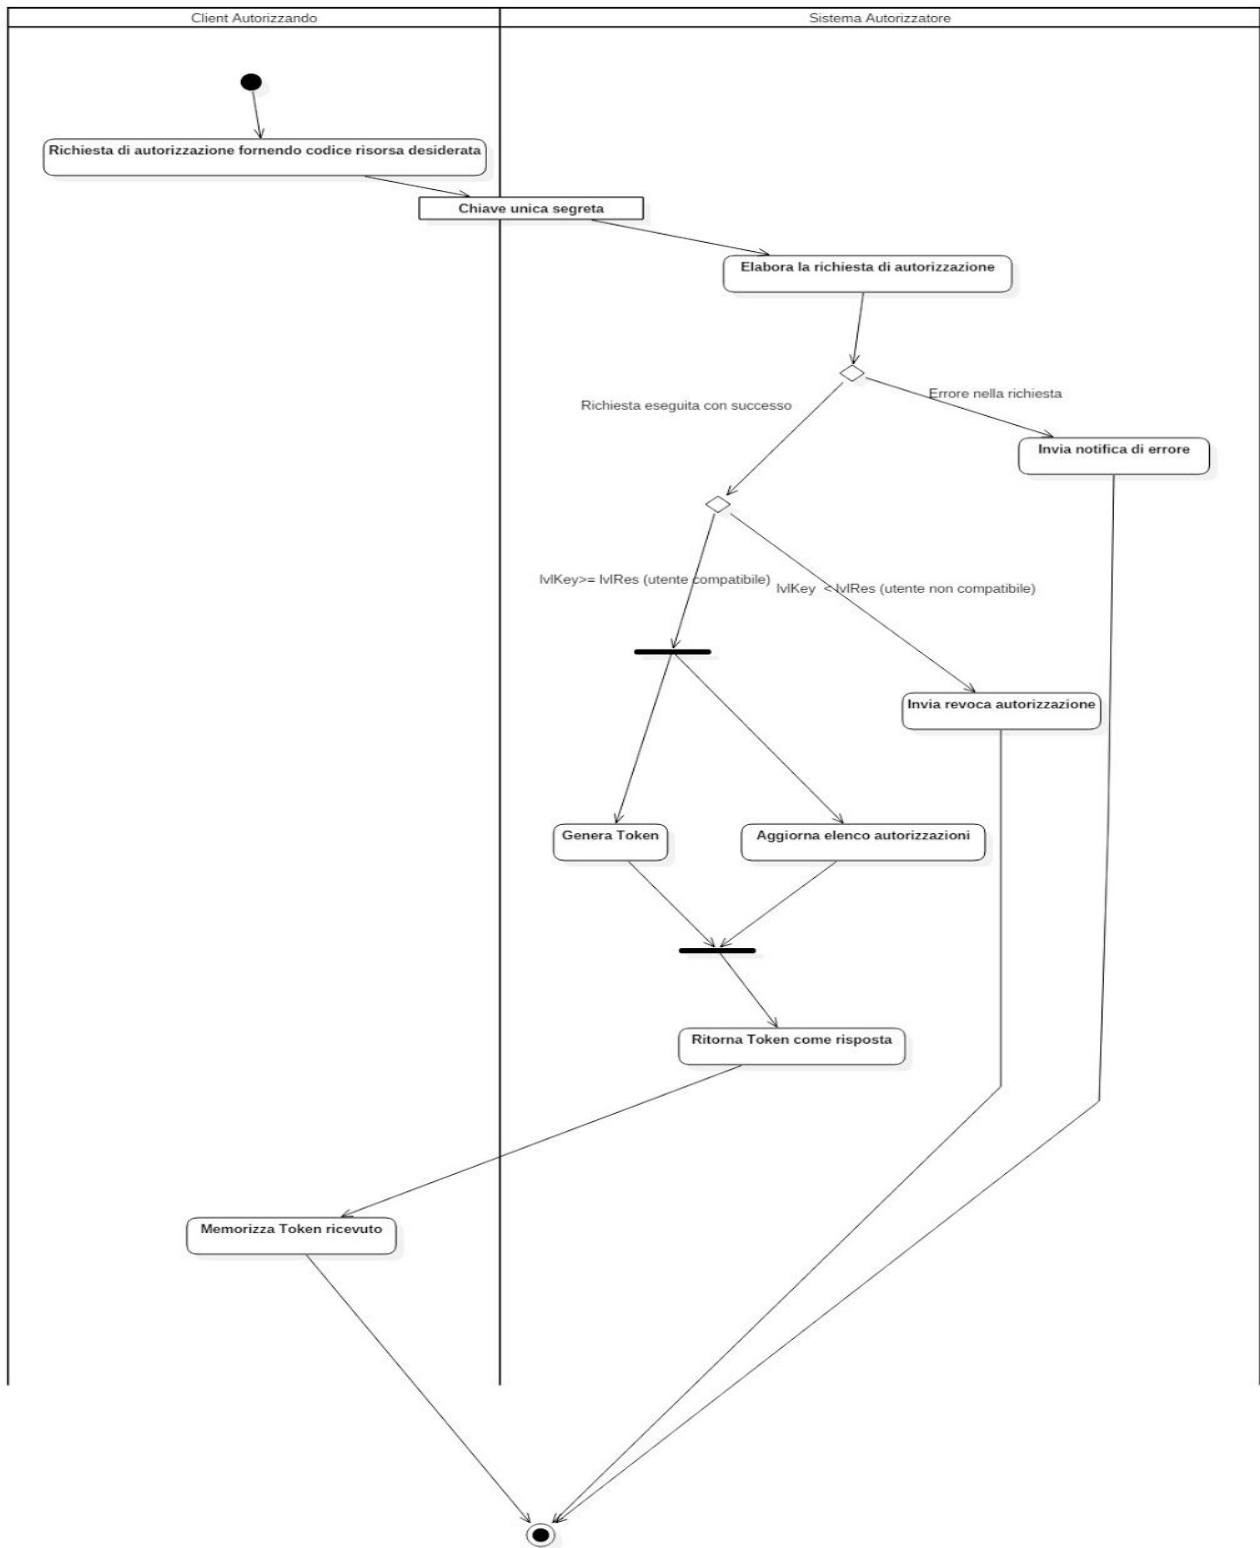 Client Autorizzando
Sistema Autorizzatore
Richiesta di autorizzazione fornendo codice risorsa desiderata
Chiave unica segreta
Elabora la richiesta di autorizzazione
Errore nella richiesta
Richiesta eseguita con successo
Invia notifica di errore
lvlKey>= lvlRes (utente compatibile)
lvlKey < lvlRes (utente non compatibile)
Invia revoca autorizzazione
Genera Token
Aggiorna elenco autorizzazioni
Ritorna Token come risposta
Memorizza Token ricevuto